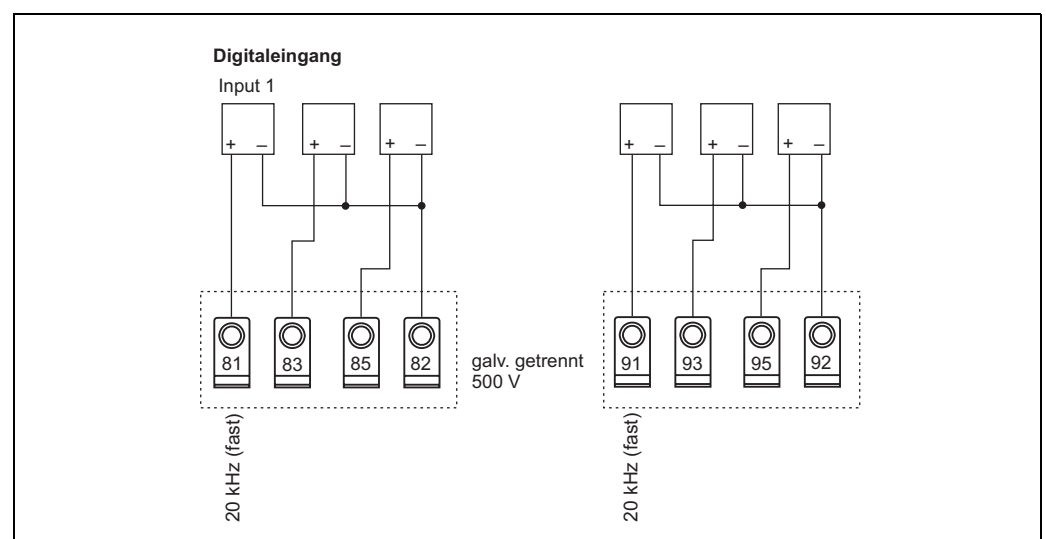 Digitaleingang
Input 1
+ – + – + – + – + – + –
81 83 85 82 galv. getrennt 91 93 95 92
500 V
20 kHz (fast) 20 kHz (fast)